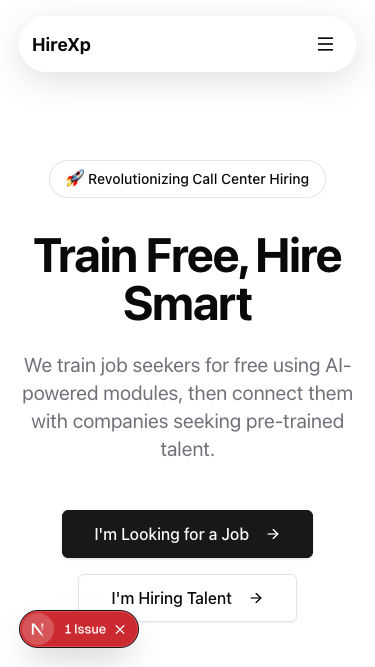 HireXp
🚀 Revolutionizing Call Center Hiring
Train Free, Hire
Smart
We train job seekers for free using AI-
powered modules, then connect them
with companies seeking pre-trained
talent.
I'm Looking for a Job →
I'm Hiring Talent →
N 1 Issue ×